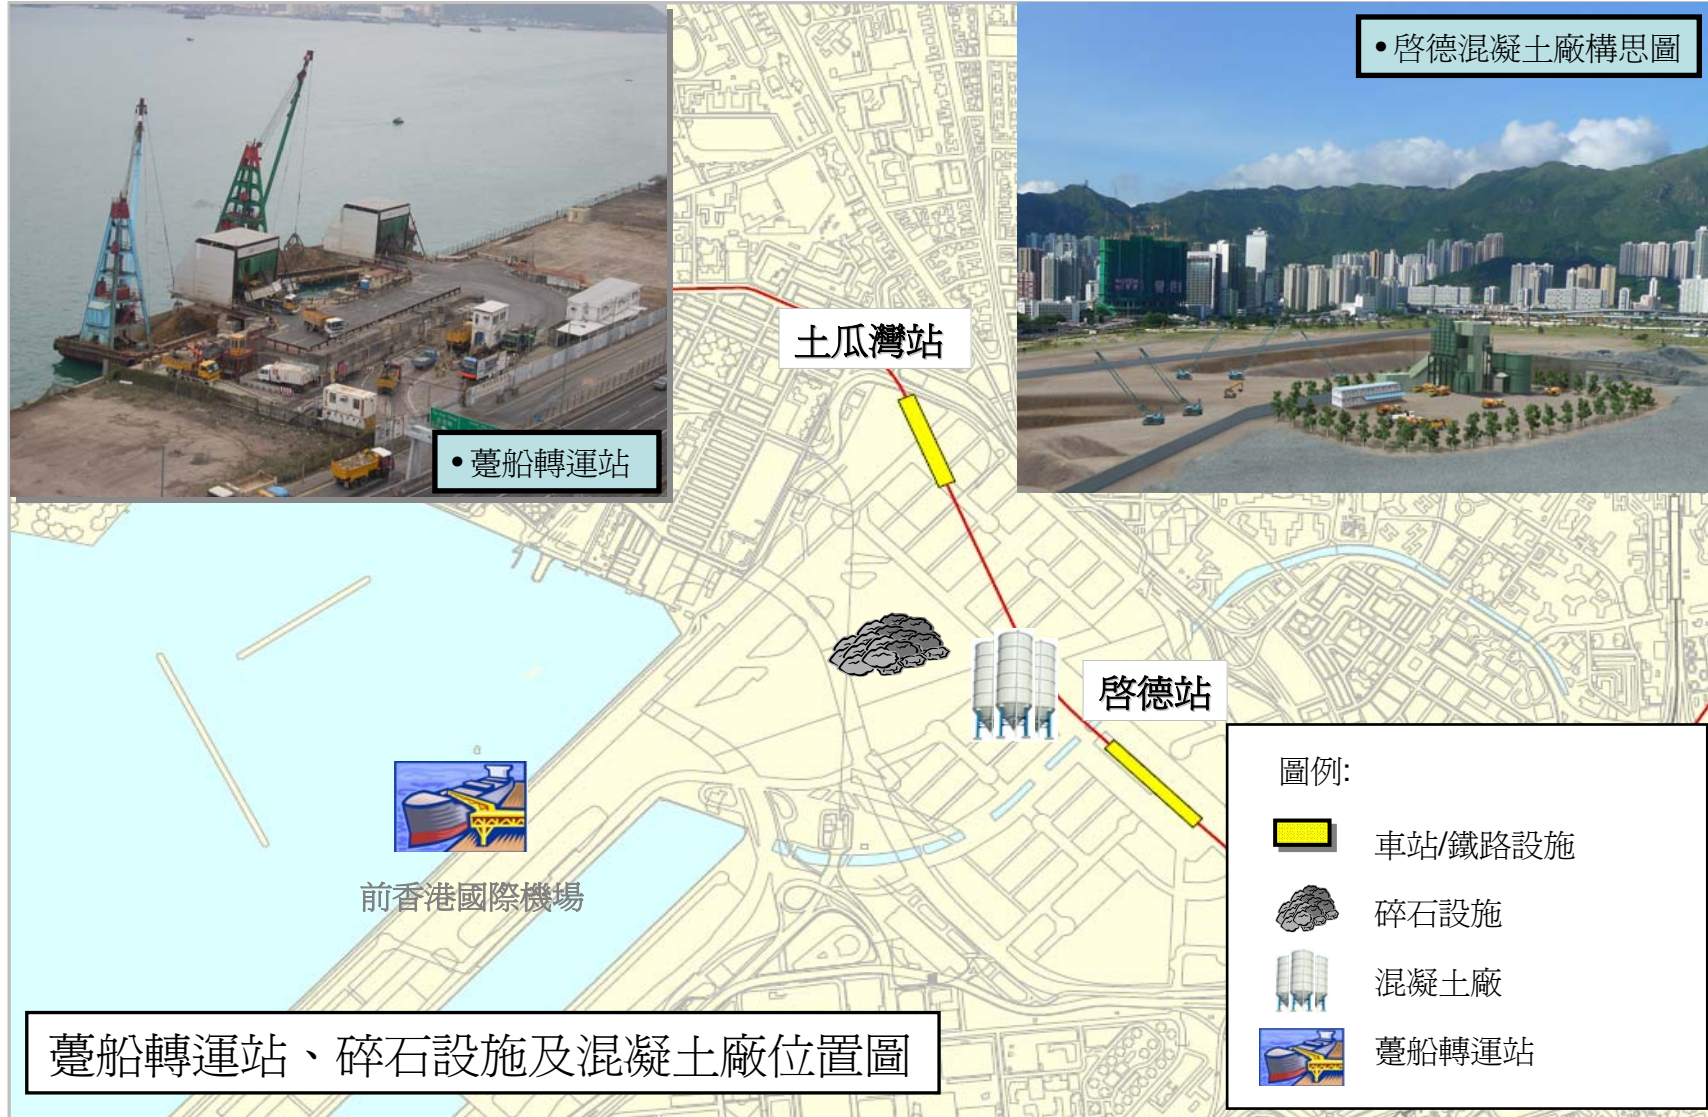 • 啓德混凝土廠構思圖
• 躉船轉運站
土瓜灣站
啓德站
前香港國際機場
圖例:
車站/鐵路設施
碎石設施
混凝土廠
躉船轉運站
躉船轉運站、碎石設施及混凝土廠位置圖